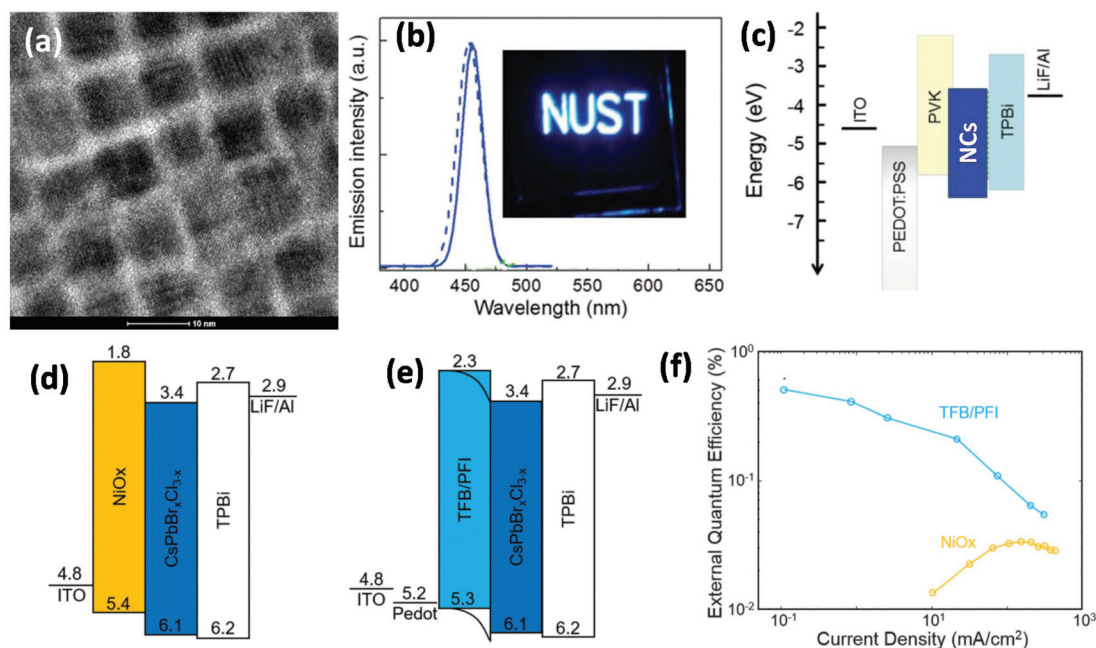 (a)
10 nm
(b)
Emission intensity (a.u.)
NUST
400 450 500 550 600 650
Wavelength (nm)
(c)
Energy (eV)
-2
-3
-4
-5
-6
-7
ITO
PEDOT:PSS
PVK
NCs
TPBi
LiF/Al
(d)
1.8
3.4
2.7
2.9
LiF/Al
NiOx
CsPbBrₓCl₃₋ₓ
TPBi
4.8
ITO
5.4
6.1
6.2
(e)
2.3
3.4
2.7
2.9
LiF/Al
TFB/PFI
CsPbBrₓCl₃₋ₓ
TPBi
4.8
ITO
5.2
Pedot
5.3
6.1
6.2
(f)
External Quantum Efficiency (%)
10⁰
10⁻¹
10⁻²
TFB/PFI
NiOx
10⁻¹ 10¹ 10³
Current Density (mA/cm²)